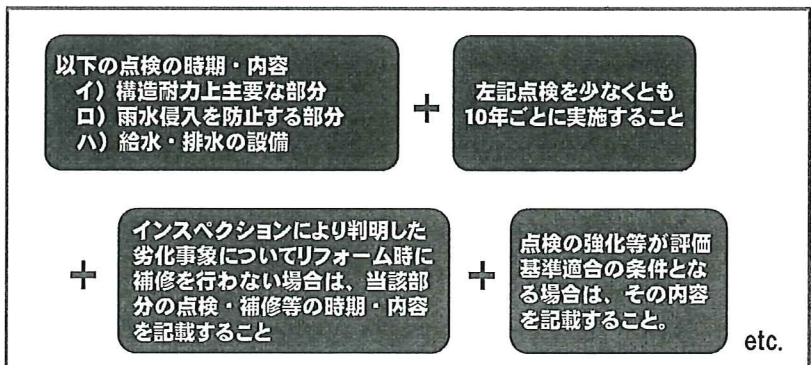 以下の点検の時期・内容
イ）構造耐力上主要な部分
ロ）雨水侵入を防止する部分
ハ）給水・排水の設備
+
左記点検を少なくとも
10年ごとに実施すること
+
インスペクションにより判明した
劣化事象についてリフォーム時に
補修を行わない場合は、当該部
分の点検・補修等の時期・内容
を記載すること
+
点検の強化等が評価
基準適合の条件とな
る場合は、その内容
を記載すること。
etc.